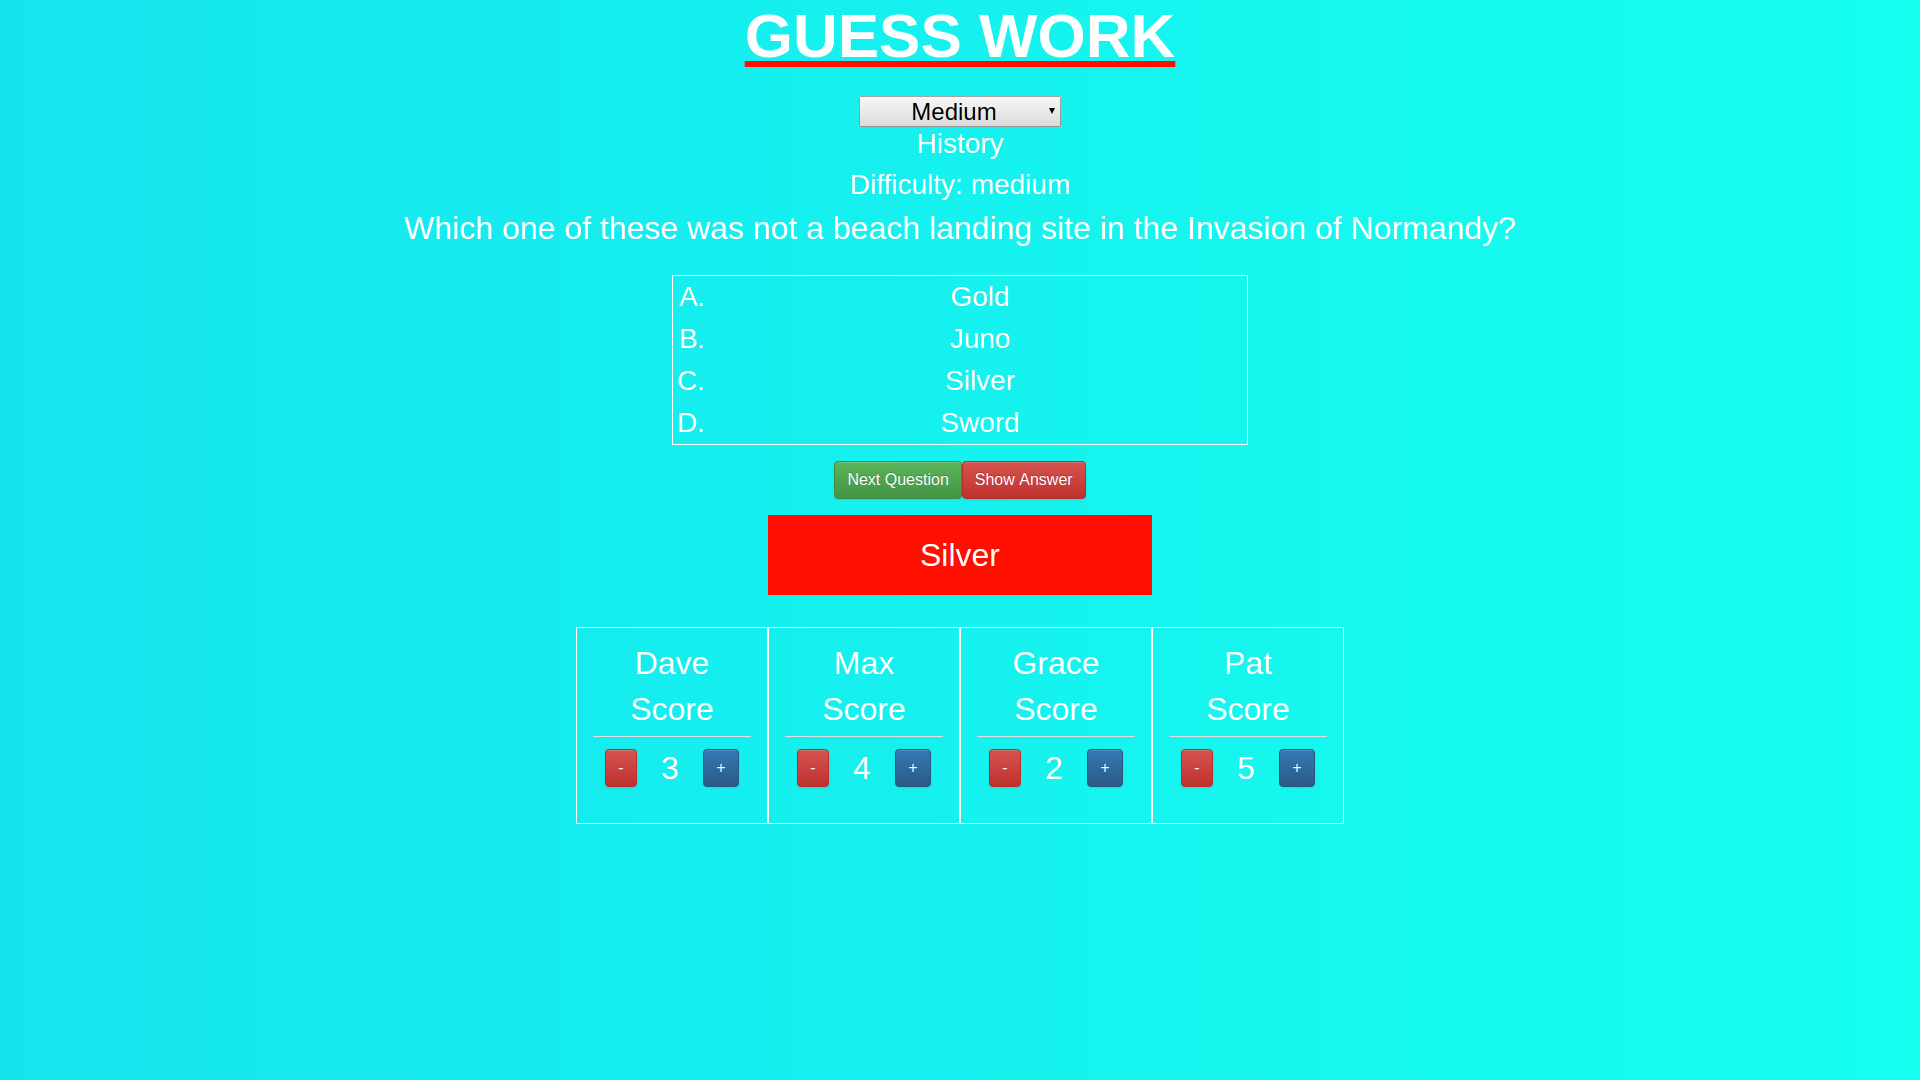 GUESS WORK
Medium
History
Difficulty: medium
Which one of these was not a beach landing site in the Invasion of Normandy?
A. Gold
B. Juno
C. Silver
D. Sword
Next Question Show Answer
Silver
Dave Max Grace Pat
Score Score Score Score
- 3 + - 4 + - 2 + - 5 +